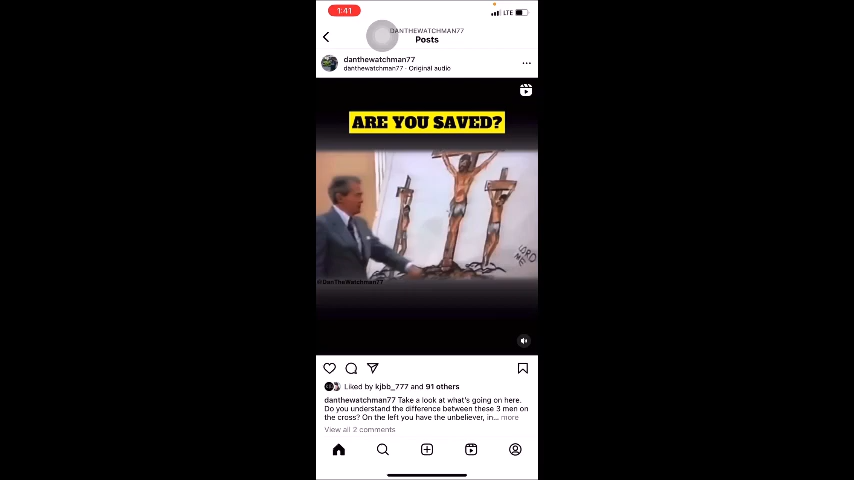 1:41
LTE
DANTHEWATCHMAN77
Posts
danthewatchman77
danthewatchman77 · Original audio
ARE YOU SAVED?
LORD
ME
@DanTheWatchman77
Liked by kjbb_777 and 91 others
danthewatchman77 Take a look at what's going on here.
Do you understand the difference between these 3 men on
the cross? On the left you have the unbeliever, in... more
View all 2 comments